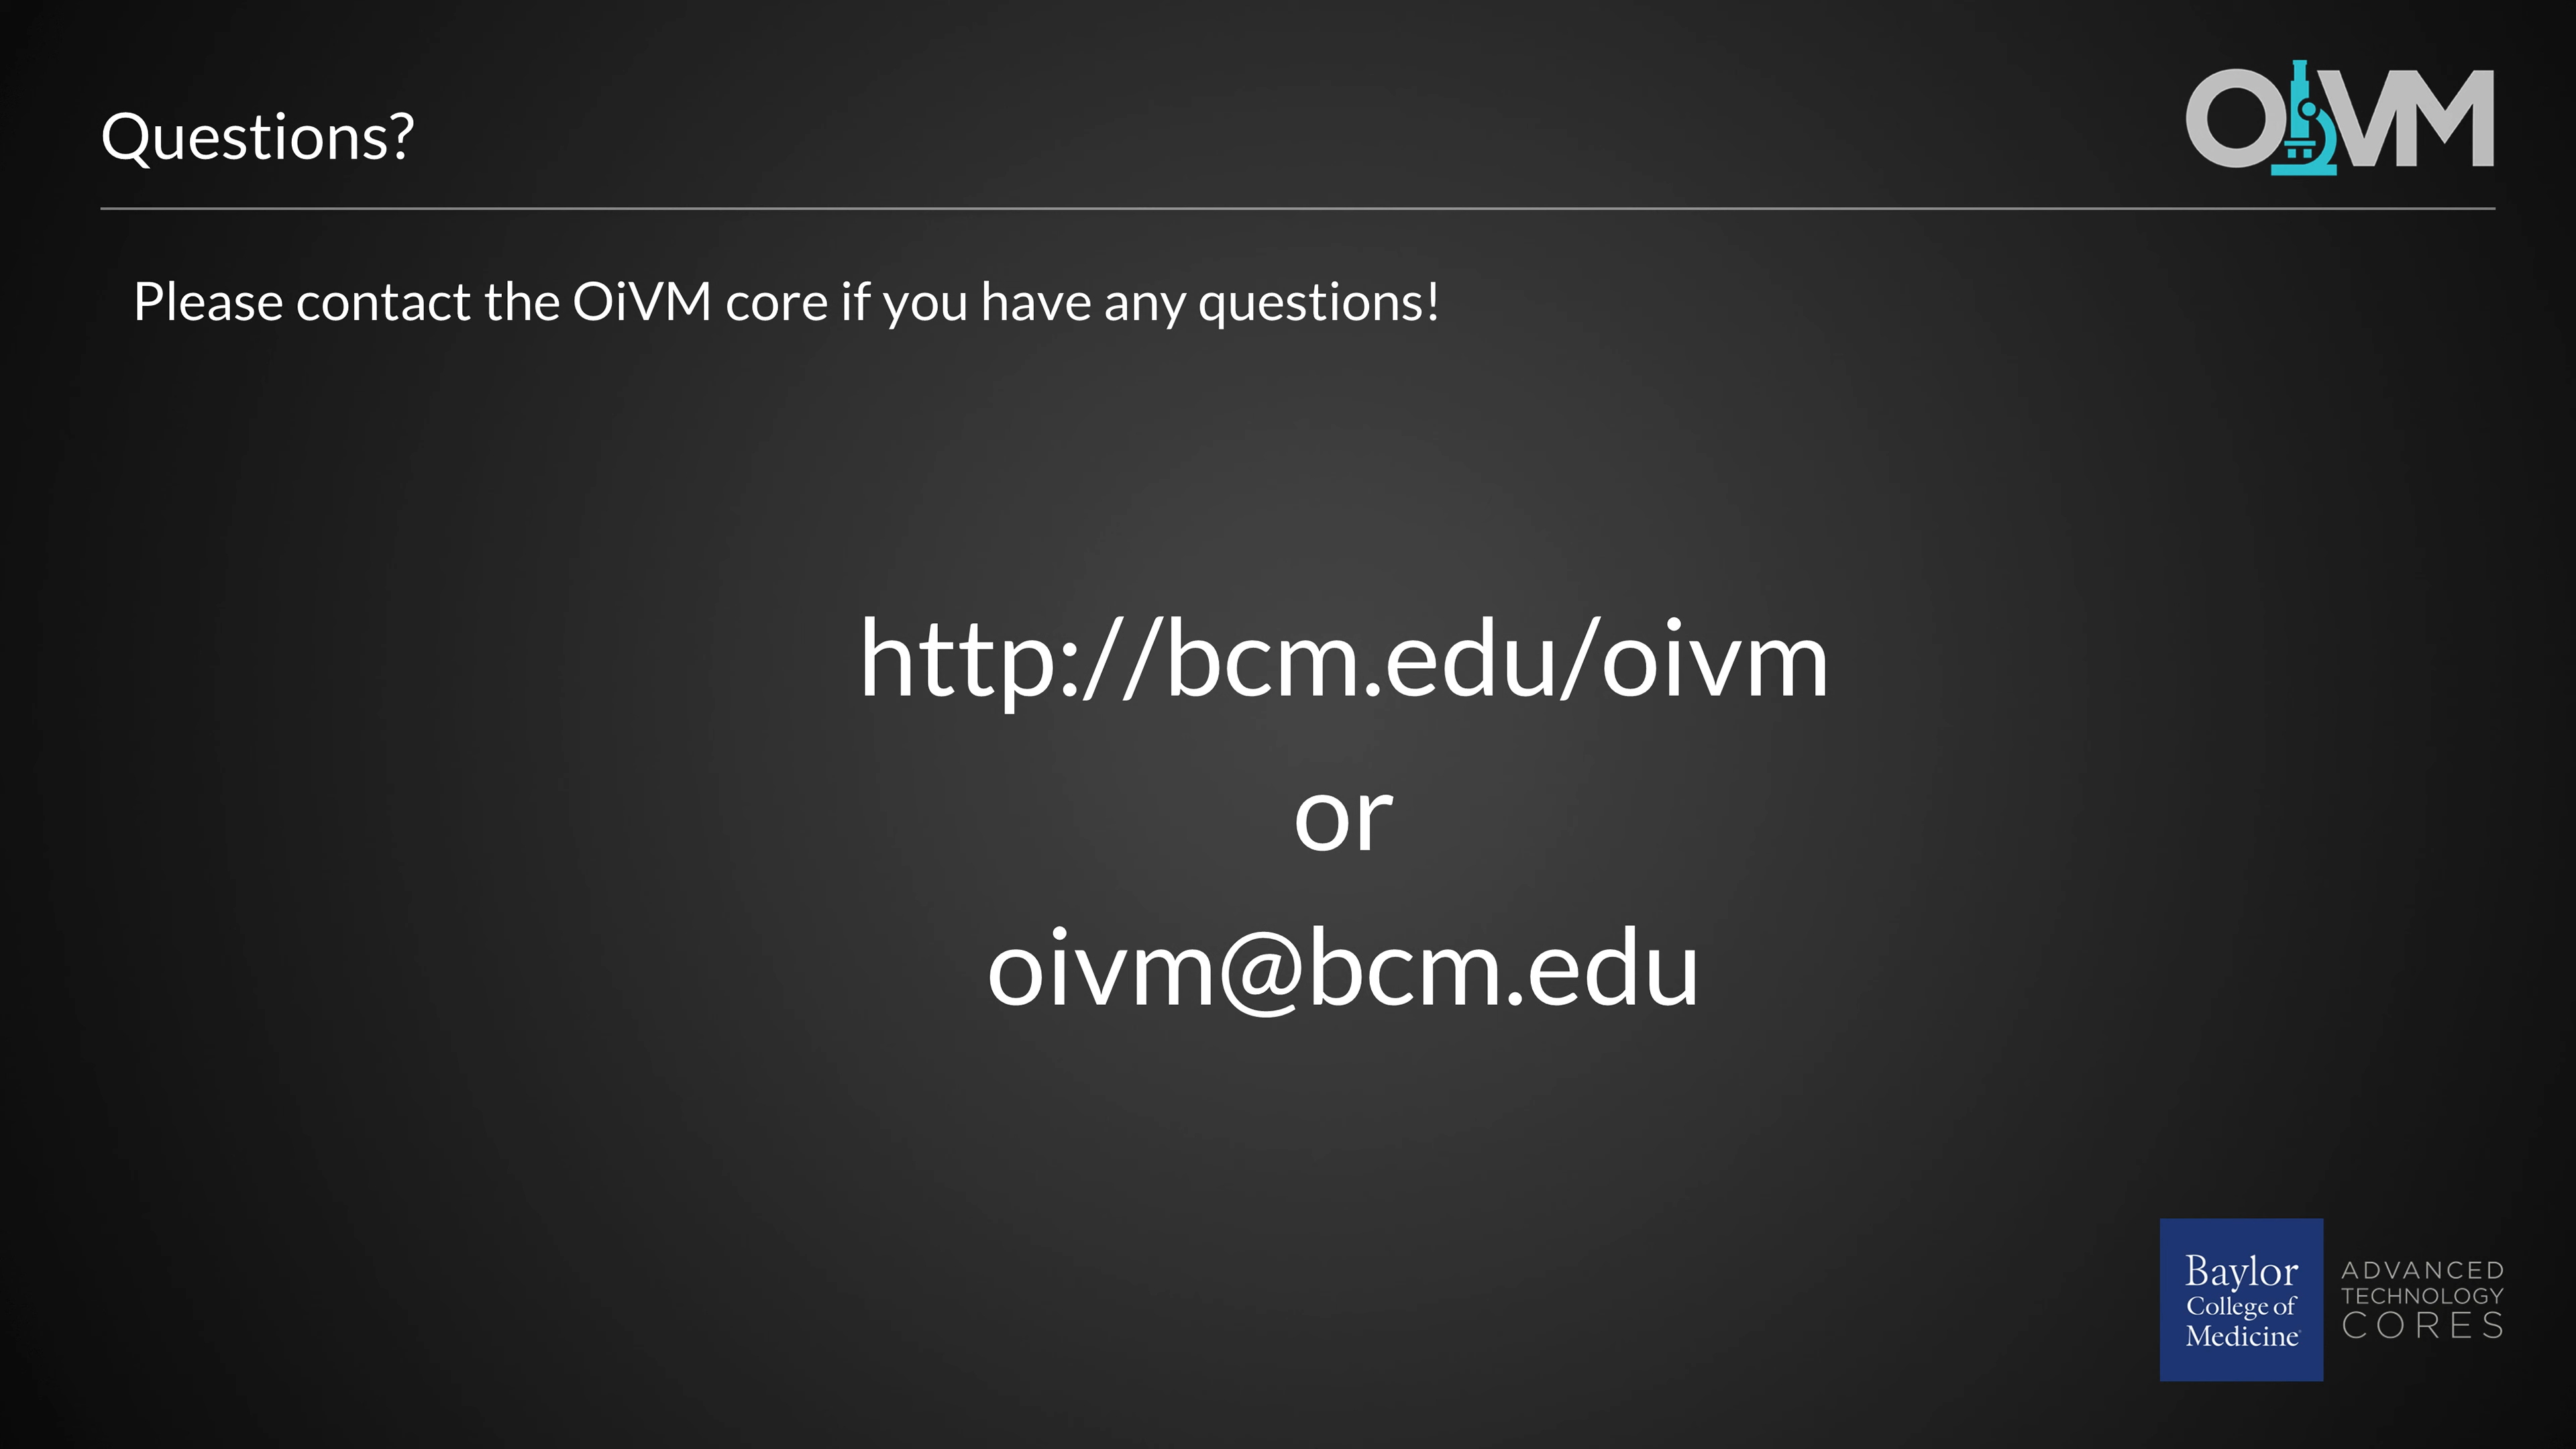 OiVM
Questions?
Please contact the OiVM core if you have any questions!
http://bcm.edu/oivm
or
oivm@bcm.edu
Baylor
College of
Medicine
ADVANCED
TECHNOLOGY
CORES